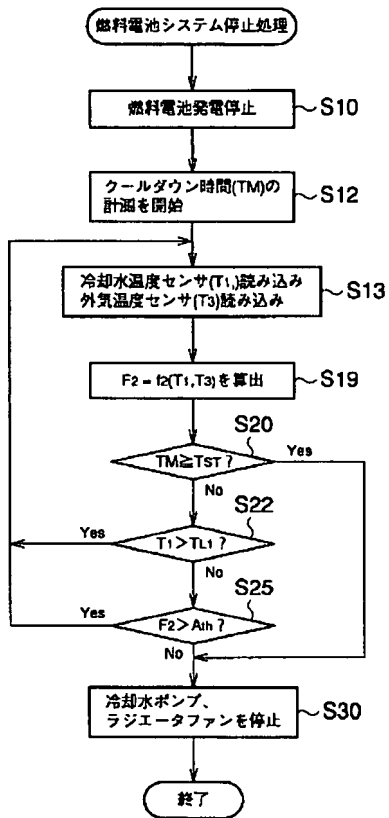 燃料電池システム停止処理
燃料電池発電停止
S10
クールダウン時間(TM)の
計測を開始
S12
冷却水温度センサ(T1,)読み込み
外気温度センサ(T3)読み込み
S13
F2 = f2(T1,T3)を算出
S19
S20
TM≧TST ?
Yes
No
S22
T1>TL1 ?
Yes
No
S25
F2>Ath ?
Yes
No
冷却水ポンプ、
ラジエータファンを停止
S30
終了